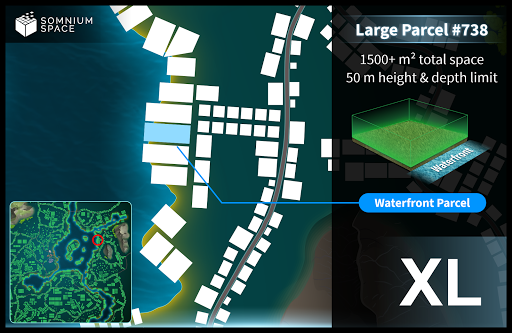 SOMNIUM
SPACE
Large Parcel #738
1500+ m² total space
50 m height & depth limit
Waterfront
Waterfront Parcel
XL